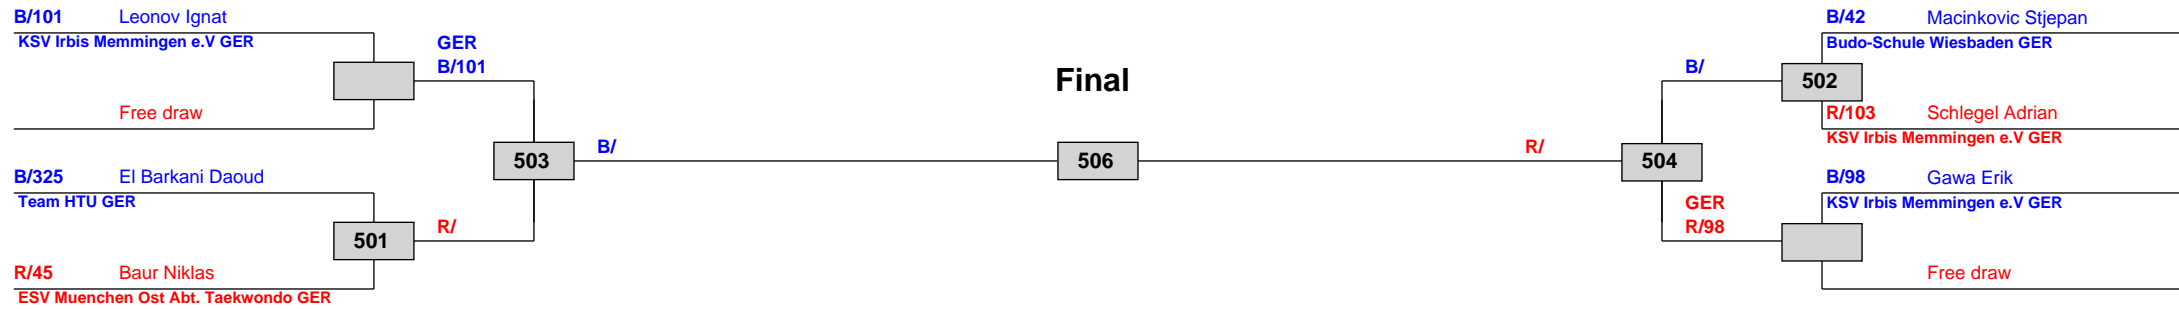 B/101 Leonov Ignat
KSV Irbis Memmingen e.V GER
GER
B/101
Free draw
503
B/
B/325 El Barkani Daoud
Team HTU GER
501
R/
R/45 Baur Niklas
ESV Muenchen Ost Abt. Taekwondo GER
Final
506
B/42 Macinkovic Stjepan
Budo-Schule Wiesbaden GER
B/
502
R/103 Schlegel Adrian
KSV Irbis Memmingen e.V GER
R/
504
B/98 Gawa Erik
KSV Irbis Memmingen e.V GER
GER
R/98
Free draw